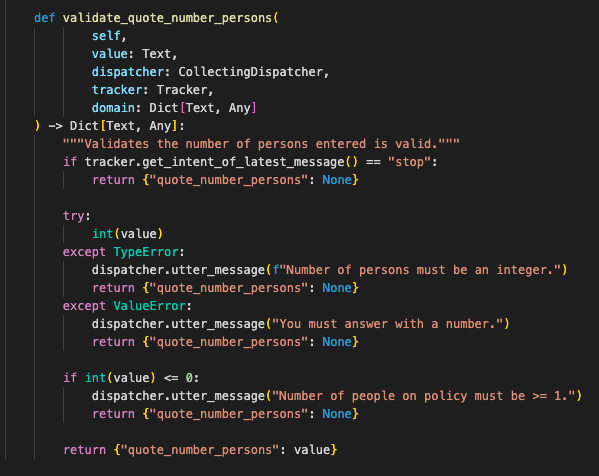 def validate_quote_number_persons(
self,
value: Text,
dispatcher: CollectingDispatcher,
tracker: Tracker,
domain: Dict[Text, Any]
) -> Dict[Text, Any]:
"""Validates the number of persons entered is valid."""
if tracker.get_intent_of_latest_message() == "stop":
return {"quote_number_persons": None}
try:
int(value)
except TypeError:
dispatcher.utter_message(f"Number of persons must be an integer.")
return {"quote_number_persons": None}
except ValueError:
dispatcher.utter_message("You must answer with a number.")
return {"quote_number_persons": None}
if int(value) <= 0:
dispatcher.utter_message("Number of people on policy must be >= 1.")
return {"quote_number_persons": None}
return {"quote_number_persons": value}